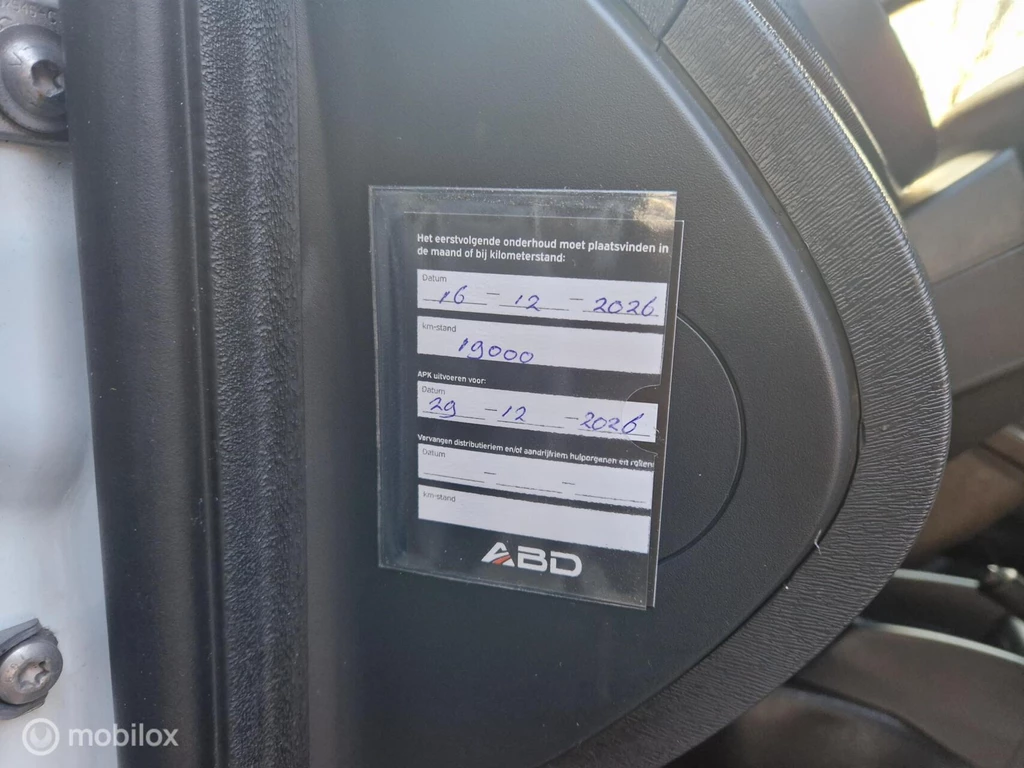 Het eerstvolgende onderhoud moet plaatsvinden in
de maand of bij kilometerstand:
Datum
16 - 12 - 2026
km-stand
19000
APK uitvoeren voor:
Datum
29 - 12 - 2026
Vervangen distributieriem en/of aandrijfriem hulporganen en rollen
Datum
- -
km-stand
ABD
mobilox